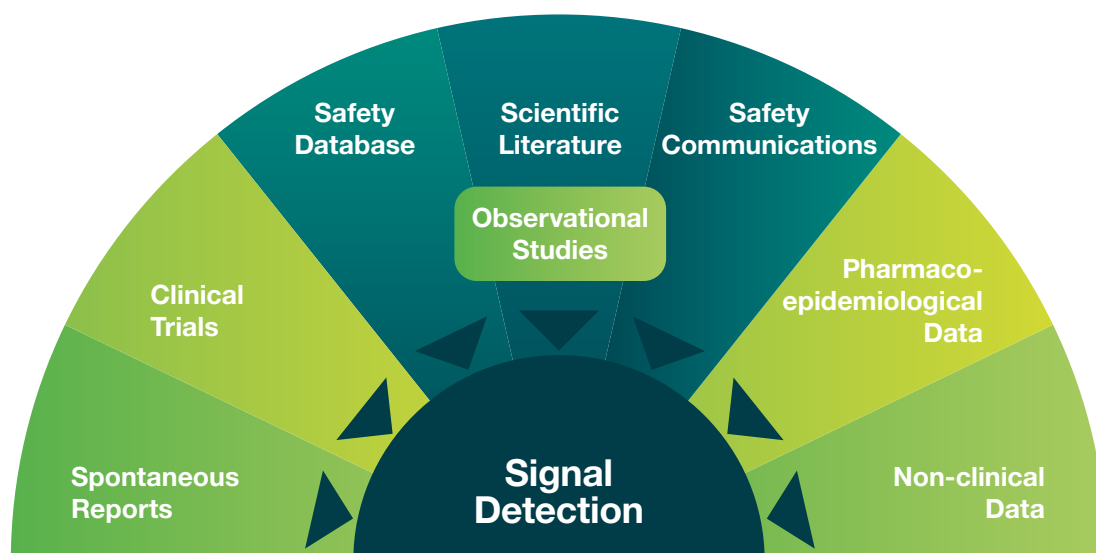 Safety
Database
Scientific
Literature
Safety
Communications
Observational
Studies
Clinical
Trials
Pharmaco-
epidemiological
Data
Spontaneous
Reports
Signal
Detection
Non-clinical
Data